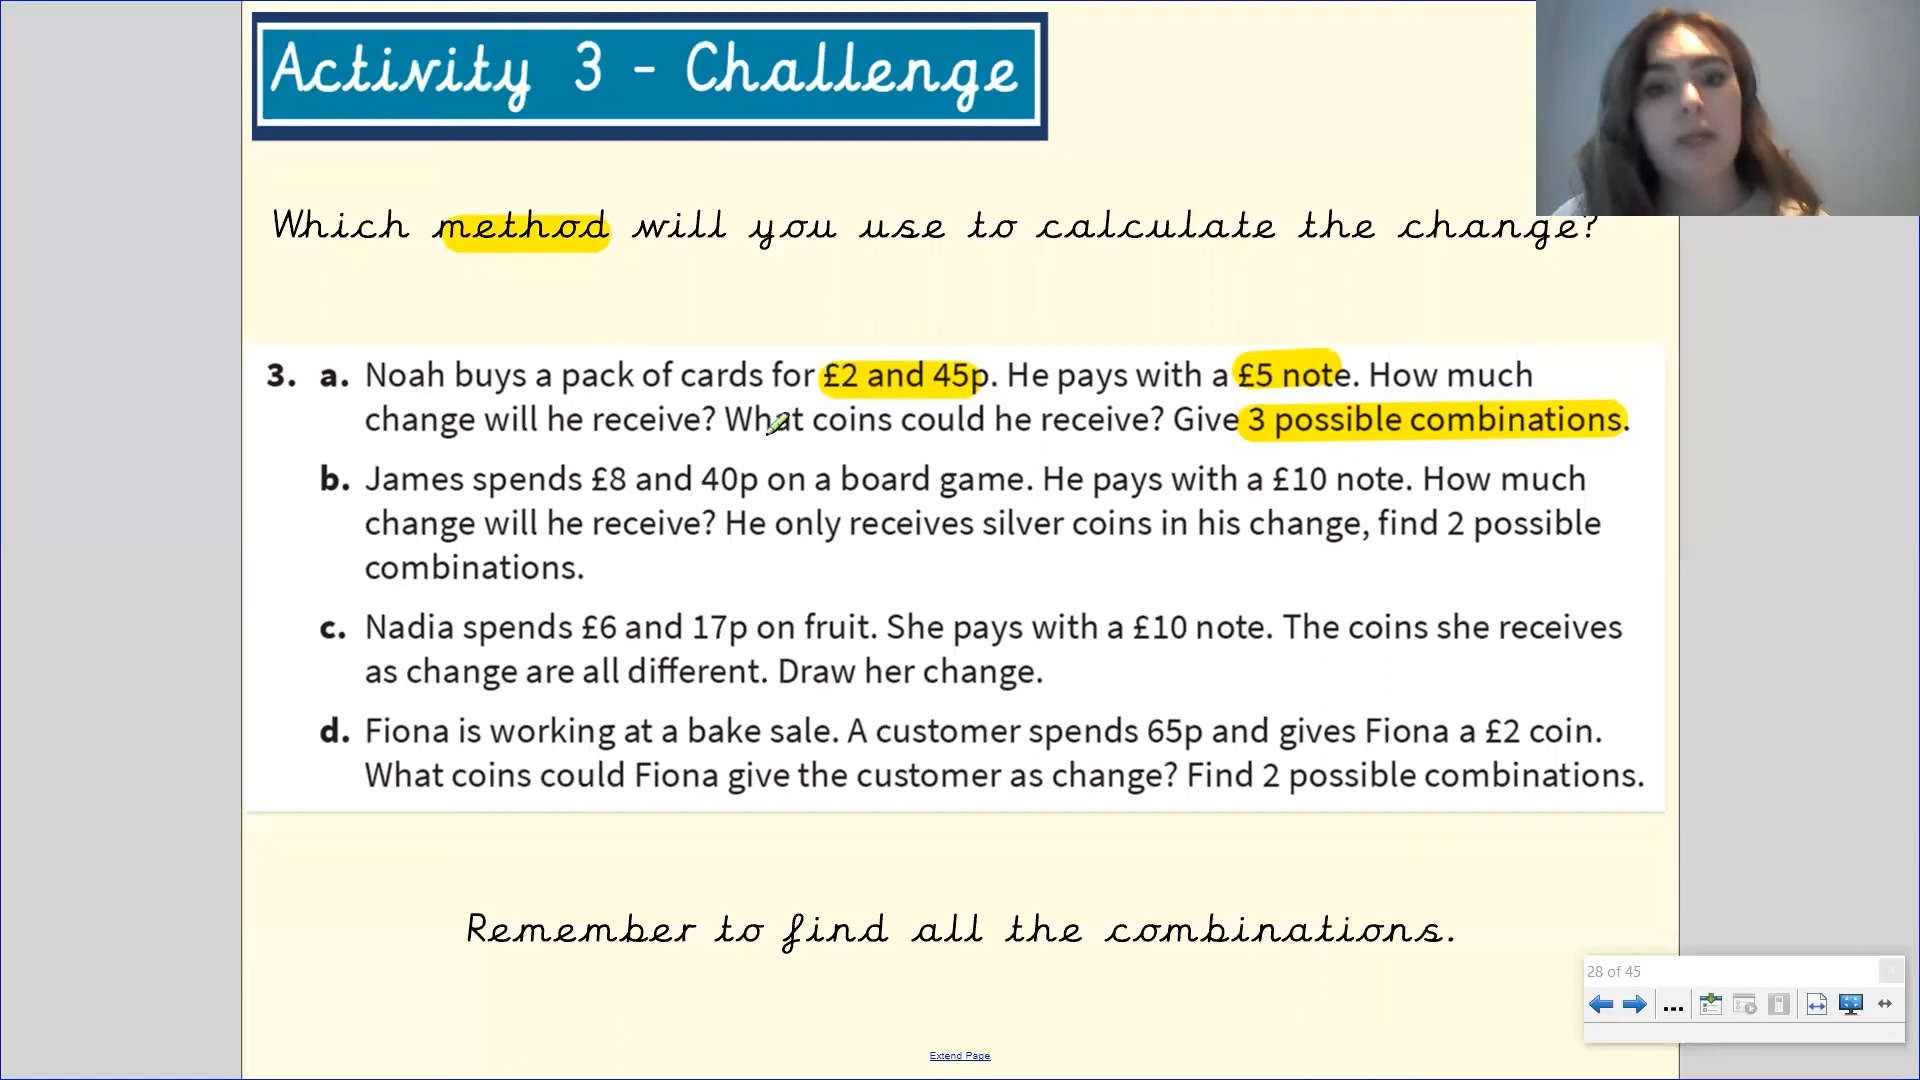 Activity 3 - Challenge
Which method will you use to calculate the change?
3. a. Noah buys a pack of cards for £2 and 45p. He pays with a £5 note. How much
change will he receive? What coins could he receive? Give 3 possible combinations.
b. James spends £8 and 40p on a board game. He pays with a £10 note. How much
change will he receive? He only receives silver coins in his change, find 2 possible
combinations.
c. Nadia spends £6 and 17p on fruit. She pays with a £10 note. The coins she receives
as change are all different. Draw her change.
d. Fiona is working at a bake sale. A customer spends 65p and gives Fiona a £2 coin.
What coins could Fiona give the customer as change? Find 2 possible combinations.
Remember to find all the combinations.
28 of 45
Extend Page